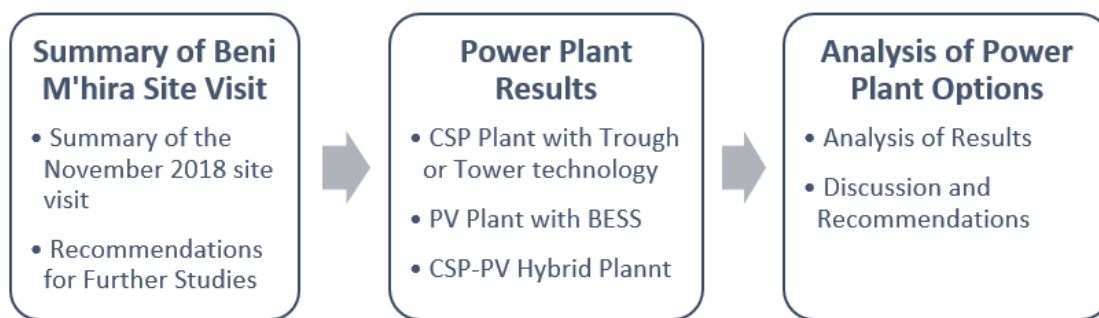 Summary of Beni
M'hira Site Visit
• Summary of the
November 2018 site
visit
• Recommendations
for Further Studies
Power Plant
Results
• CSP Plant with Trough
or Tower technology
• PV Plant with BESS
• CSP-PV Hybrid Plannt
Analysis of Power
Plant Options
• Analysis of Results
• Discussion and
Recommendations